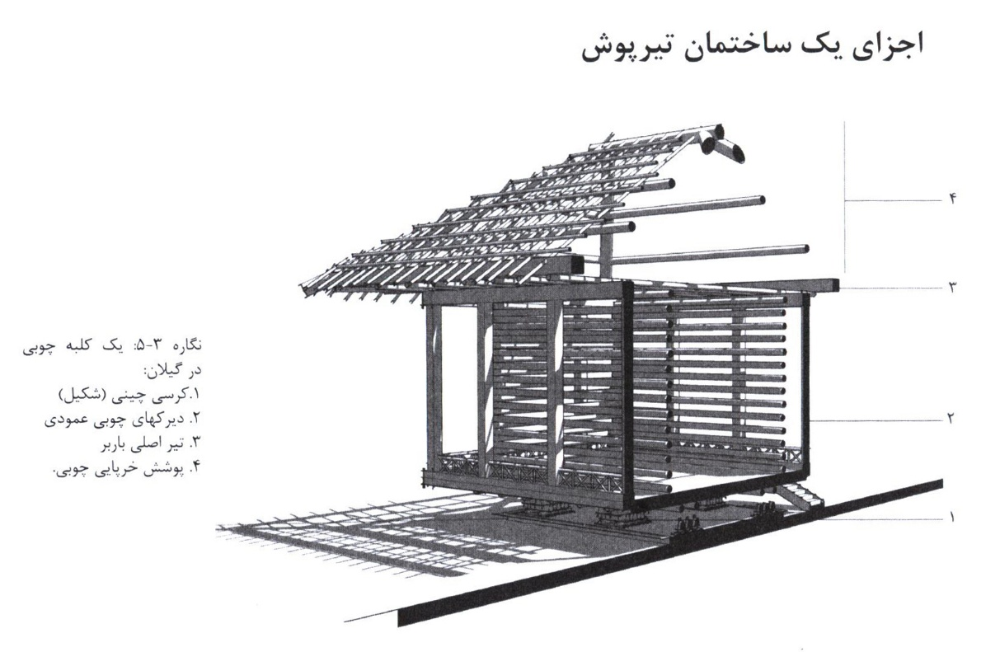 اجزای یک ساختمان تیرپوش
۴
۳
۲
۱
نگاره ۳-۵: یک کلبه چوبی
در گیلان:
۱.کرسی چینی (شکیل)
۲. دیرکهای چوبی عمودی
۳. تیر اصلی باربر
۴. پوشش خرپایی چوبی.